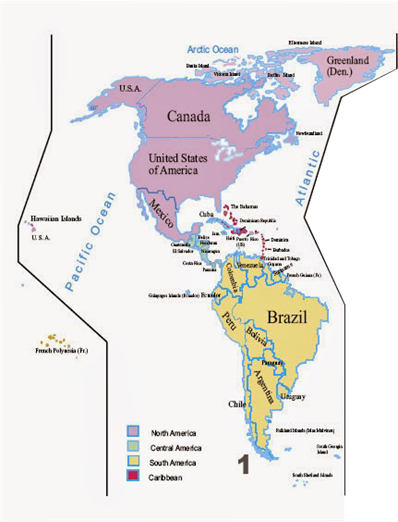 Arctic Ocean
Ellesmere Island
Greenland
(Den.)
Banks Island
Victoria Island
Baffin Island
U.S.A.
Canada
Newfoundland
United States
of America
Atlantic
Pacific Ocean
Mexico
The Bahamas
Cuba
Dominican Republic
Hawaiian Islands
U.S.A.
Jam.
Haiti
Puerto Rico
(US)
Belize
Honduras
Guatemala
El Salvador
Nicaragua
Dominica
Barbados
Costa Rica
Panama
Trinidad and Tobago
Guyana
Venezuela
Suriname
French Guiana (Fr.)
Colombia
Galapagos Islands (Ecuador)
Ecuador
Brazil
Peru
Bolivia
French Polynesia (Fr.)
Paraguay
Argentina
Uruguay
Chile
Falkland Islands (Islas Malvinas)
South Georgia
Island
South Shetland Islands
North America
Central America
South America
Caribbean
1